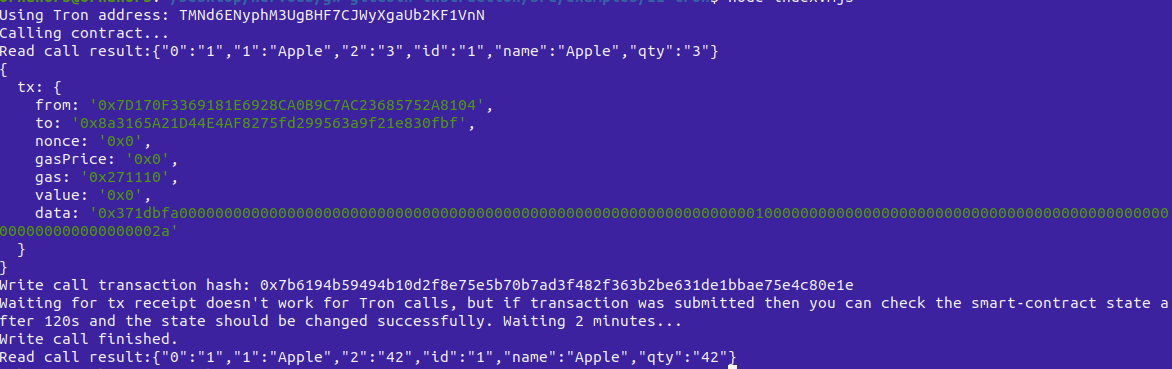 Using Tron address: TMNd6ENyphM3UgBHF7CJWyXgaUb2KF1VnN
Calling contract...
Read call result:{"0":"1","1":"Apple","2":"3","id":"1","name":"Apple","qty":"3"}
{
  tx: {
    from: '0x7D170F3369181E6928CA0B9C7AC23685752A8104',
    to: '0x8a3165A21D44E4AF8275fd299563a9f21e830fbf',
    nonce: '0x0',
    gasPrice: '0x0',
    gas: '0x271110',
    value: '0x0',
    data: '0x371dbfa0000000000000000000000000000000000000000000000000000000000000000100000000000000000000000000000000000000000000
00000000000000000002a'
  }
}
Write call transaction hash: 0x7b6194b59494b10d2f8e75e5b70b7ad3f482f363b2be631de1bbae75e4c80e1e
Waiting for tx receipt doesn't work for Tron calls, but if transaction was submitted then you can check the smart-contract state a
fter 120s and the state should be changed successfully. Waiting 2 minutes...
Write call finished.
Read call result:{"0":"1","1":"Apple","2":"42","id":"1","name":"Apple","qty":"42"}